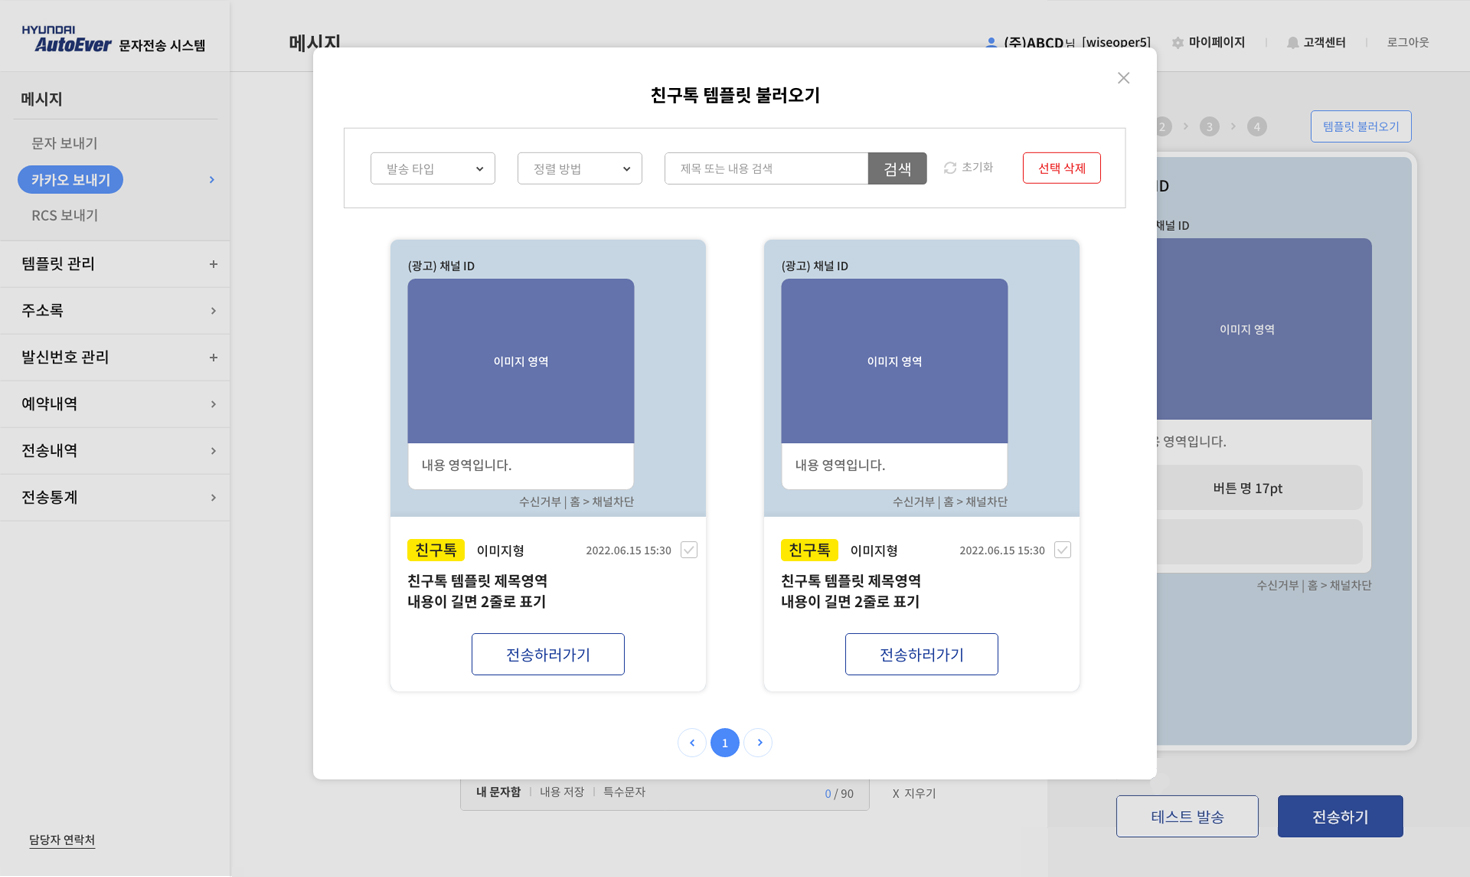 HYUNDAI
AutoEver 문자전송 시스템
메시지
(주)ABCD님 [wiseoper5]
마이페이지
고객센터
로그아웃
메시지
문자 보내기
카카오 보내기
RCS 보내기
템플릿 관리
주소록
발신번호 관리
예약내역
전송내역
전송통계
담당자 연락처
친구톡 템플릿 불러오기
발송 타입
정렬 방법
제목 또는 내용 검색
검색
초기화
선택 삭제
(광고) 채널 ID
이미지 영역
내용 영역입니다.
수신거부 | 홈 > 채널차단
친구톡 이미지형 2022.06.15 15:30
친구톡 템플릿 제목영역
내용이 길면 2줄로 표기
전송하러가기
(광고) 채널 ID
이미지 영역
내용 영역입니다.
수신거부 | 홈 > 채널차단
친구톡 이미지형 2022.06.15 15:30
친구톡 템플릿 제목영역
내용이 길면 2줄로 표기
전송하러가기
1
2 > 3 > 4
템플릿 불러오기
ID
채널 ID
이미지 영역
영역입니다.
버튼 명 17pt
수신거부 | 홈 > 채널차단
내 문자함 | 내용 저장 | 특수문자
0 / 90
X 지우기
테스트 발송
전송하기